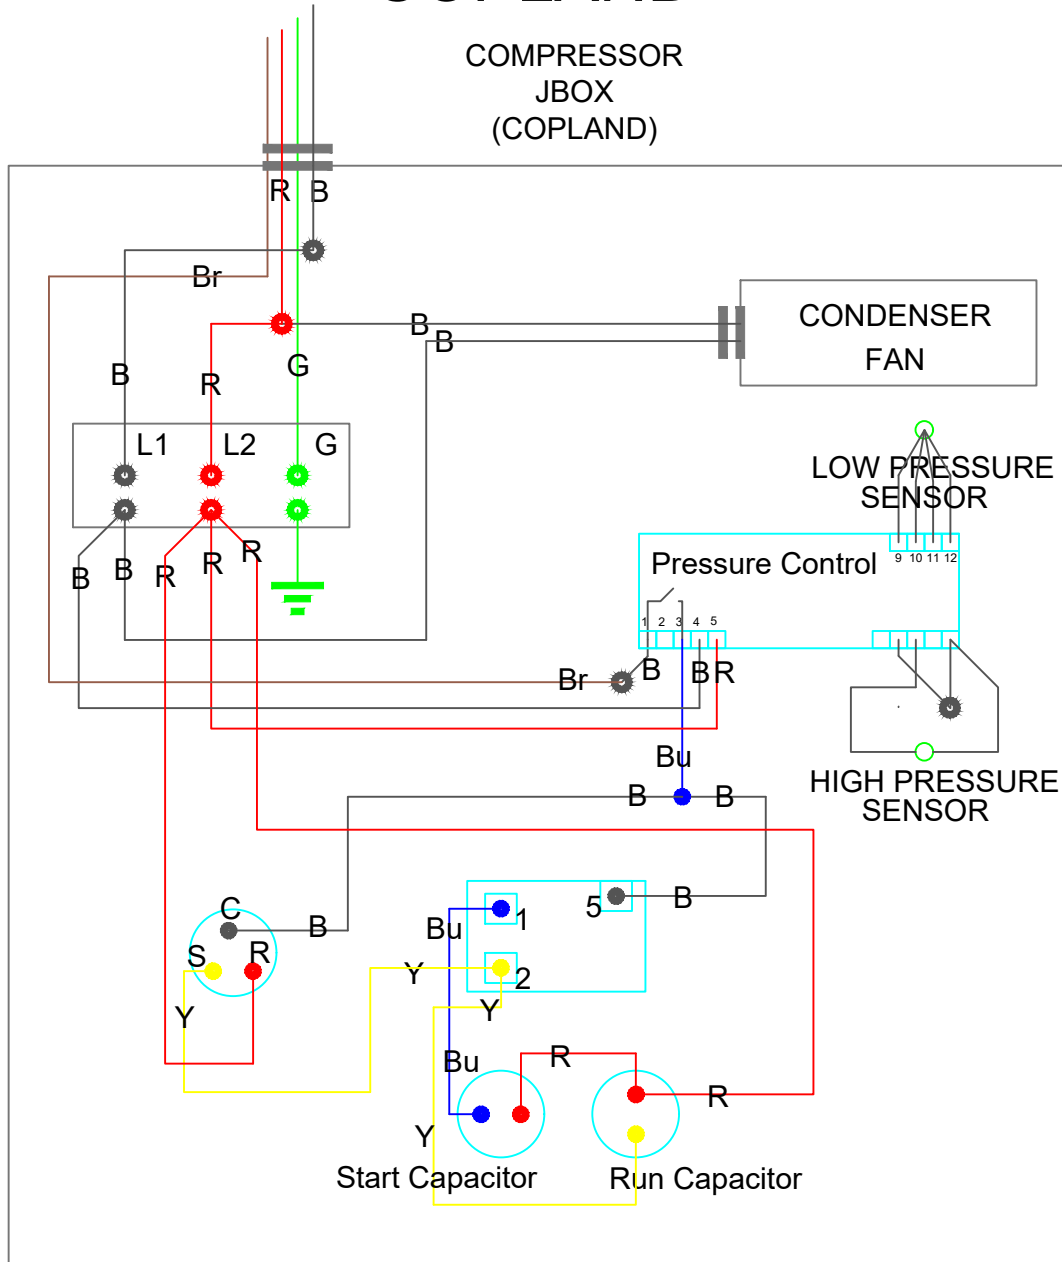 COMPRESSOR
JBOX
(COPLAND)
R
B
Br
B
B
CONDENSER
FAN
B
R
G
L1
L2
G
LOW PRESSURE
SENSOR
B
B
R
R
R
Pressure Control
9 10 11 12
1 2 3 4 5
Br
B
B
R
Bu
HIGH PRESSURE
SENSOR
B
B
C
B
S
R
Bu
1
5
B
Y
2
Y
Y
Bu
R
R
Y
Start Capacitor
Run Capacitor